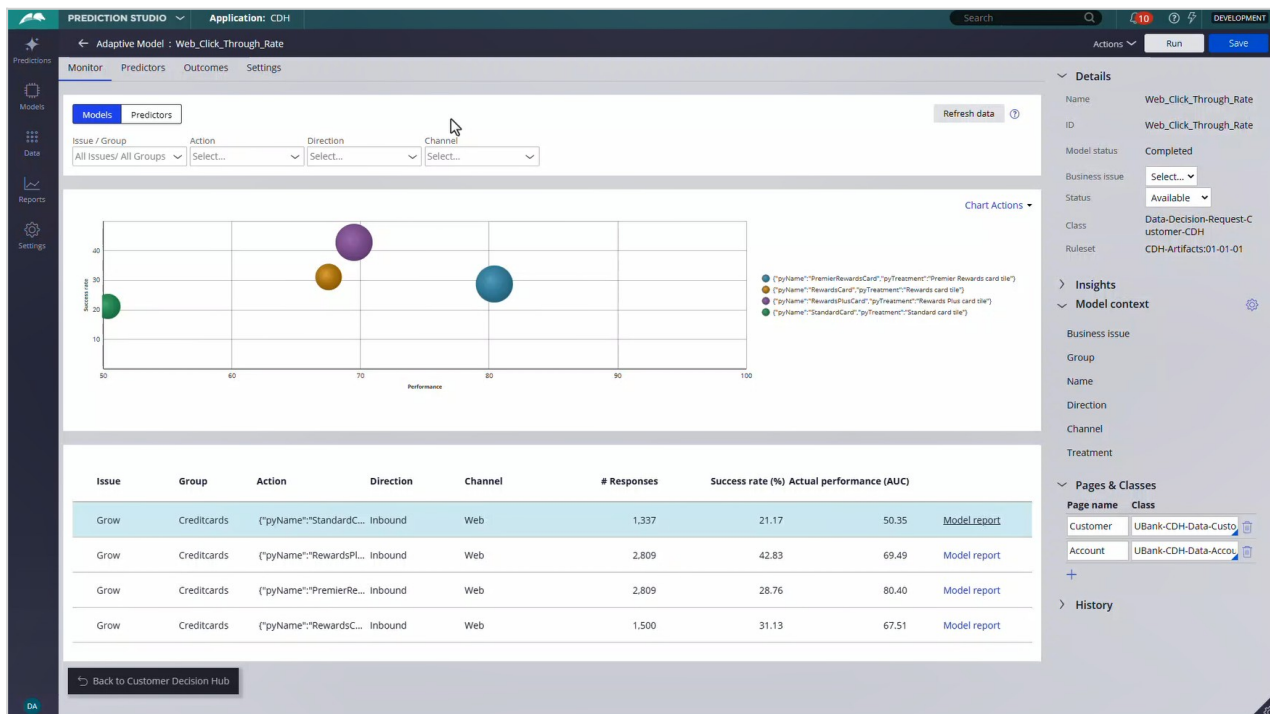 PREDICTION STUDIO Application: CDH Search 10 DEVELOPMENT
Adaptive Model : Web_Click_Through_Rate Actions Run Save
Predictions
Models
Data
Reports
Settings
Monitor Predictors Outcomes Settings
Models Predictors Refresh data
Issue / Group Action Direction Channel
All Issues/ All Groups Select... Select... Select...
Chart Actions
40
30
20
10
Success rate
50 60 70 80 90 100
Performance
{"pyName":"PremierRewardsCard","pyTreatment":"Premier Rewards card tile"}
{"pyName":"RewardsCard","pyTreatment":"Rewards card tile"}
{"pyName":"RewardsPlusCard","pyTreatment":"Rewards Plus card tile"}
{"pyName":"StandardCard","pyTreatment":"Standard card tile"}
Issue Group Action Direction Channel # Responses Success rate (%) Actual performance (AUC)
Grow Creditcards {"pyName":"StandardC... Inbound Web 1,337 21.17 50.35 Model report
Grow Creditcards {"pyName":"RewardsPl... Inbound Web 2,809 42.83 69.49 Model report
Grow Creditcards {"pyName":"PremierRe... Inbound Web 2,809 28.76 80.40 Model report
Grow Creditcards {"pyName":"RewardsC... Inbound Web 1,500 31.13 67.51 Model report
Back to Customer Decision Hub
DA
Details
Name Web_Click_Through_Rate
ID Web_Click_Through_Rate
Model status Completed
Business issue Select...
Status Available
Class Data-Decision-Request-C
ustomer-CDH
Ruleset CDH-Artifacts:01-01-01
Insights
Model context
Business issue
Group
Name
Direction
Channel
Treatment
Pages & Classes
Page name Class
Customer UBank-CDH-Data-Custo
Account UBank-CDH-Data-Accou
History